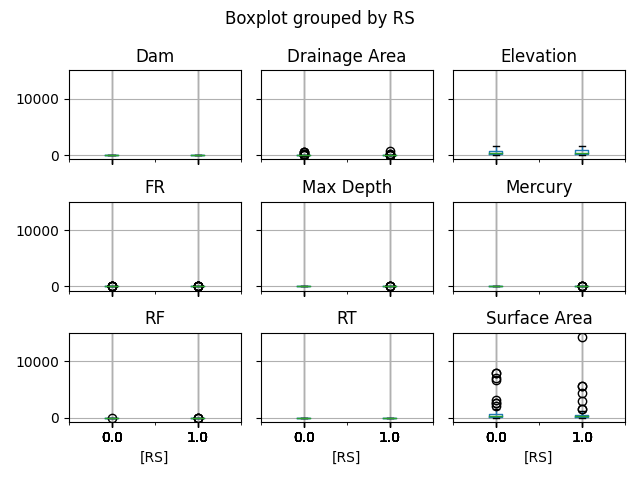 Boxplot grouped by RS
Dam Drainage Area Elevation
10000
0
FR Max Depth Mercury
10000
0
RF RT Surface Area
10000
0
0.0 1.0 0.0 1.0 0.0 1.0
[RS] [RS] [RS]